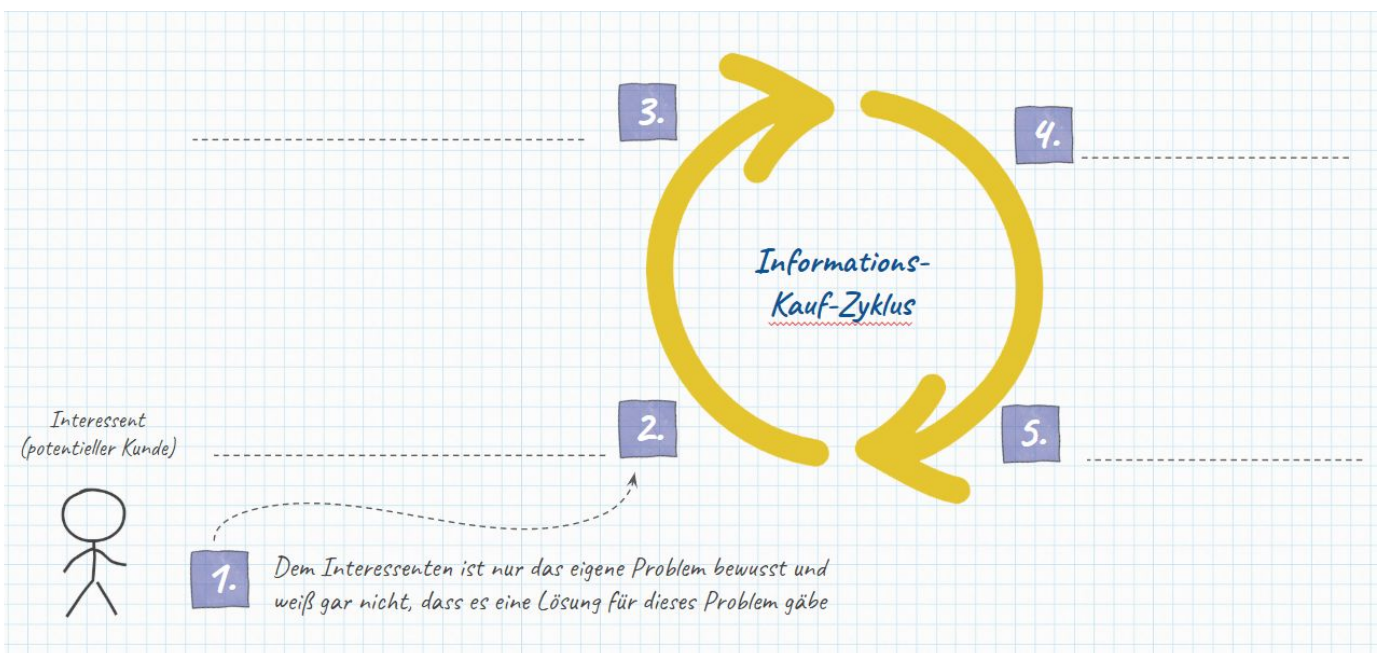 3.
4.
Informations-
Kauf-Zyklus
Interessent
(potentieller Kunde)
2.
5.
1.
Dem Interessenten ist nur das eigene Problem bewusst und
weiß gar nicht, dass es eine Lösung für dieses Problem gäbe